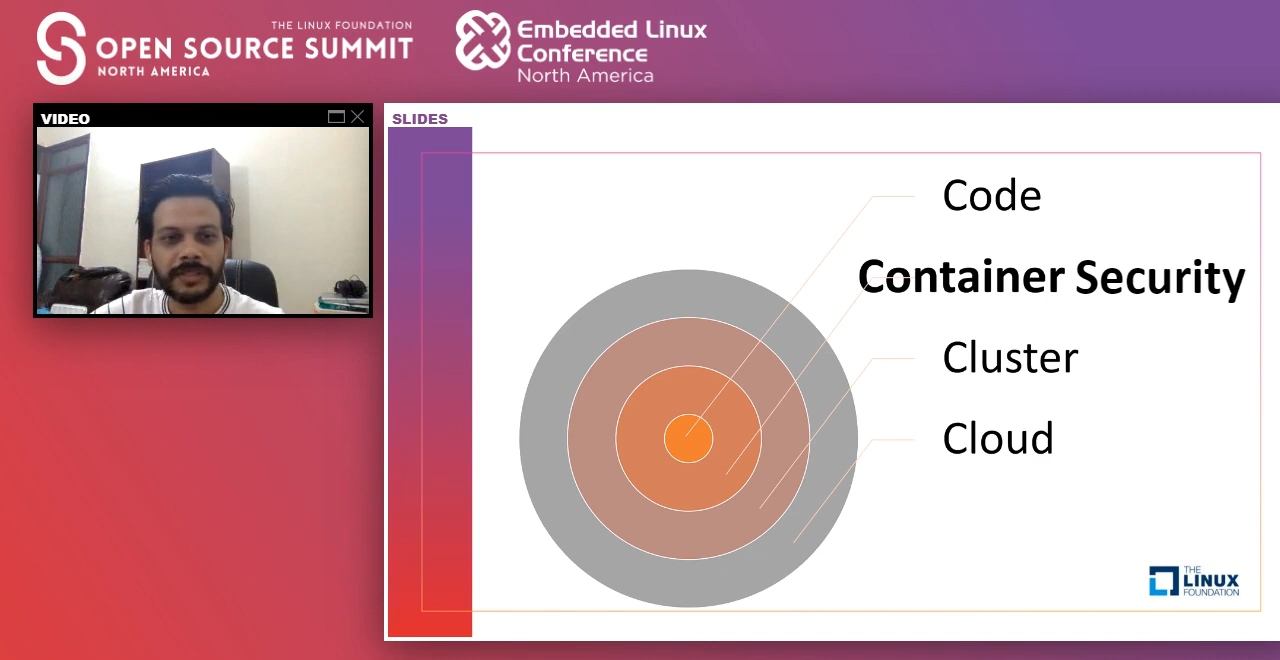 THE LINUX FOUNDATION
OPEN SOURCE SUMMIT
NORTH AMERICA
Embedded Linux
Conference
North America
VIDEO
SLIDES
Code
Container Security
Cluster
Cloud
THE
LINUX
FOUNDATION